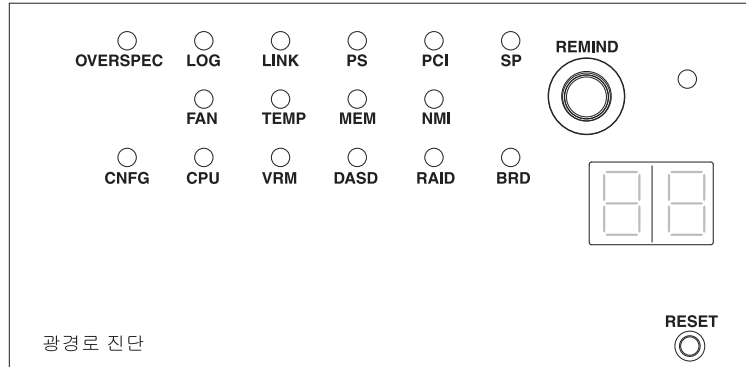 OVERSPEC LOG LINK PS PCI SP REMIND
FAN TEMP MEM NMI
CNFG CPU VRM DASD RAID BRD
RESET
광경로 진단